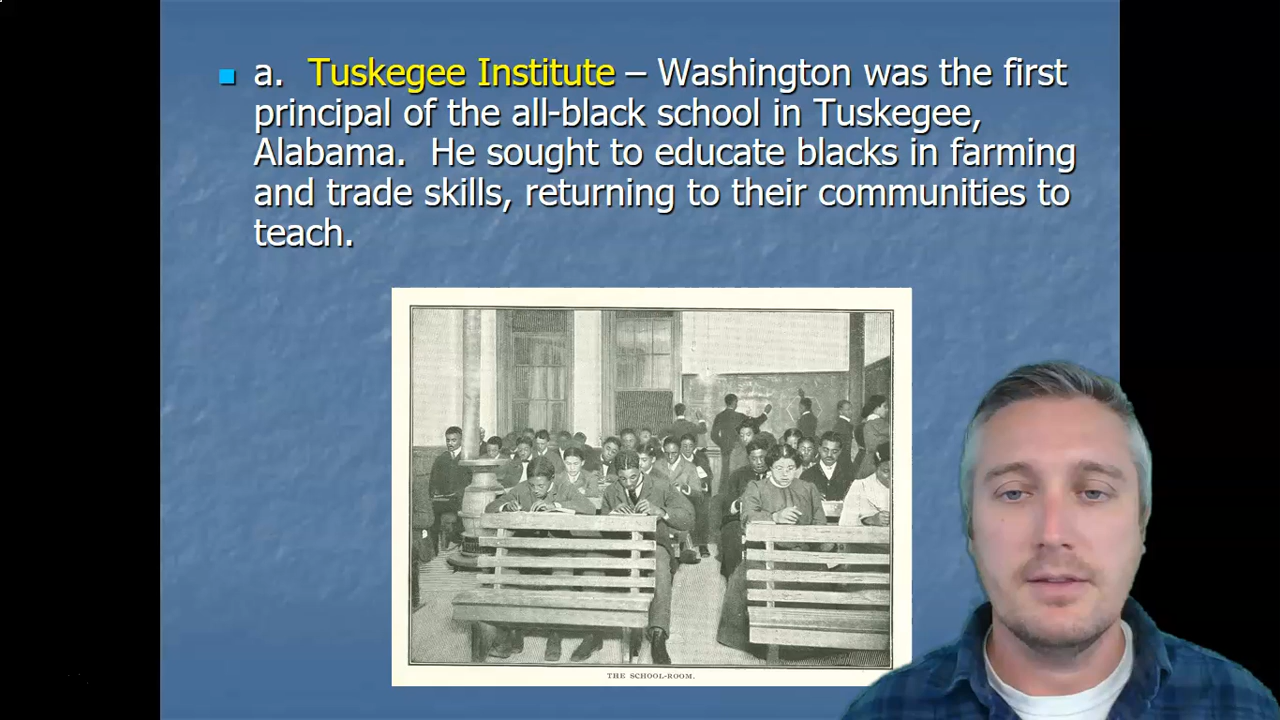 a. Tuskegee Institute – Washington was the first
principal of the all-black school in Tuskegee,
Alabama. He sought to educate blacks in farming
and trade skills, returning to their communities to
teach.
THE SCHOOL-ROOM.